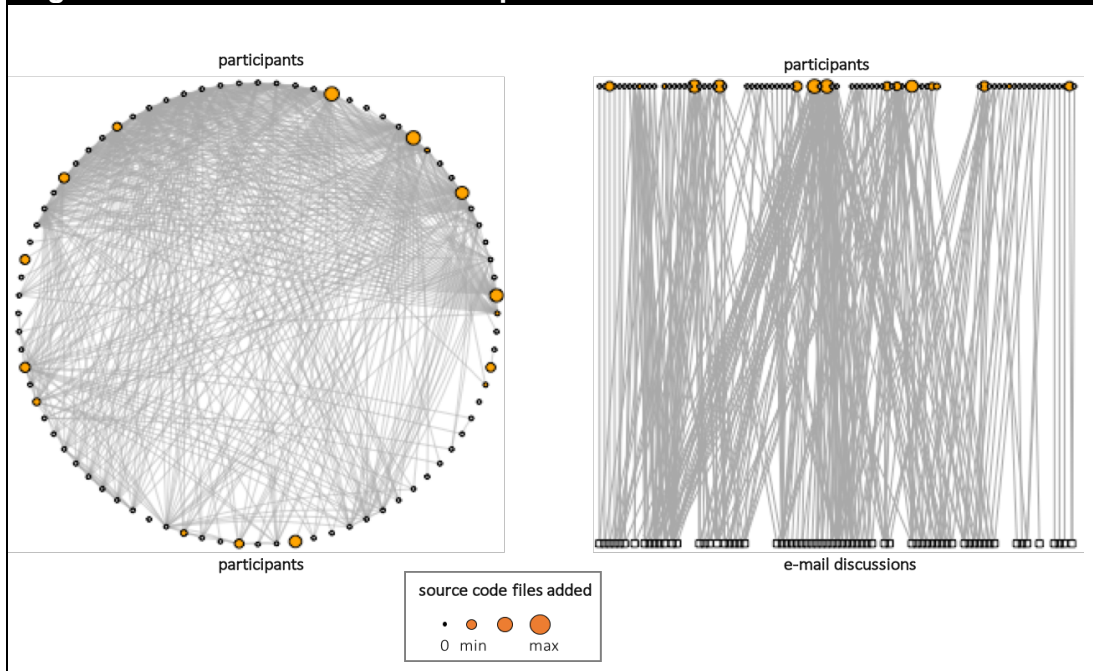 participants
participants
participants
e-mail discussions
source code files added
0 min max